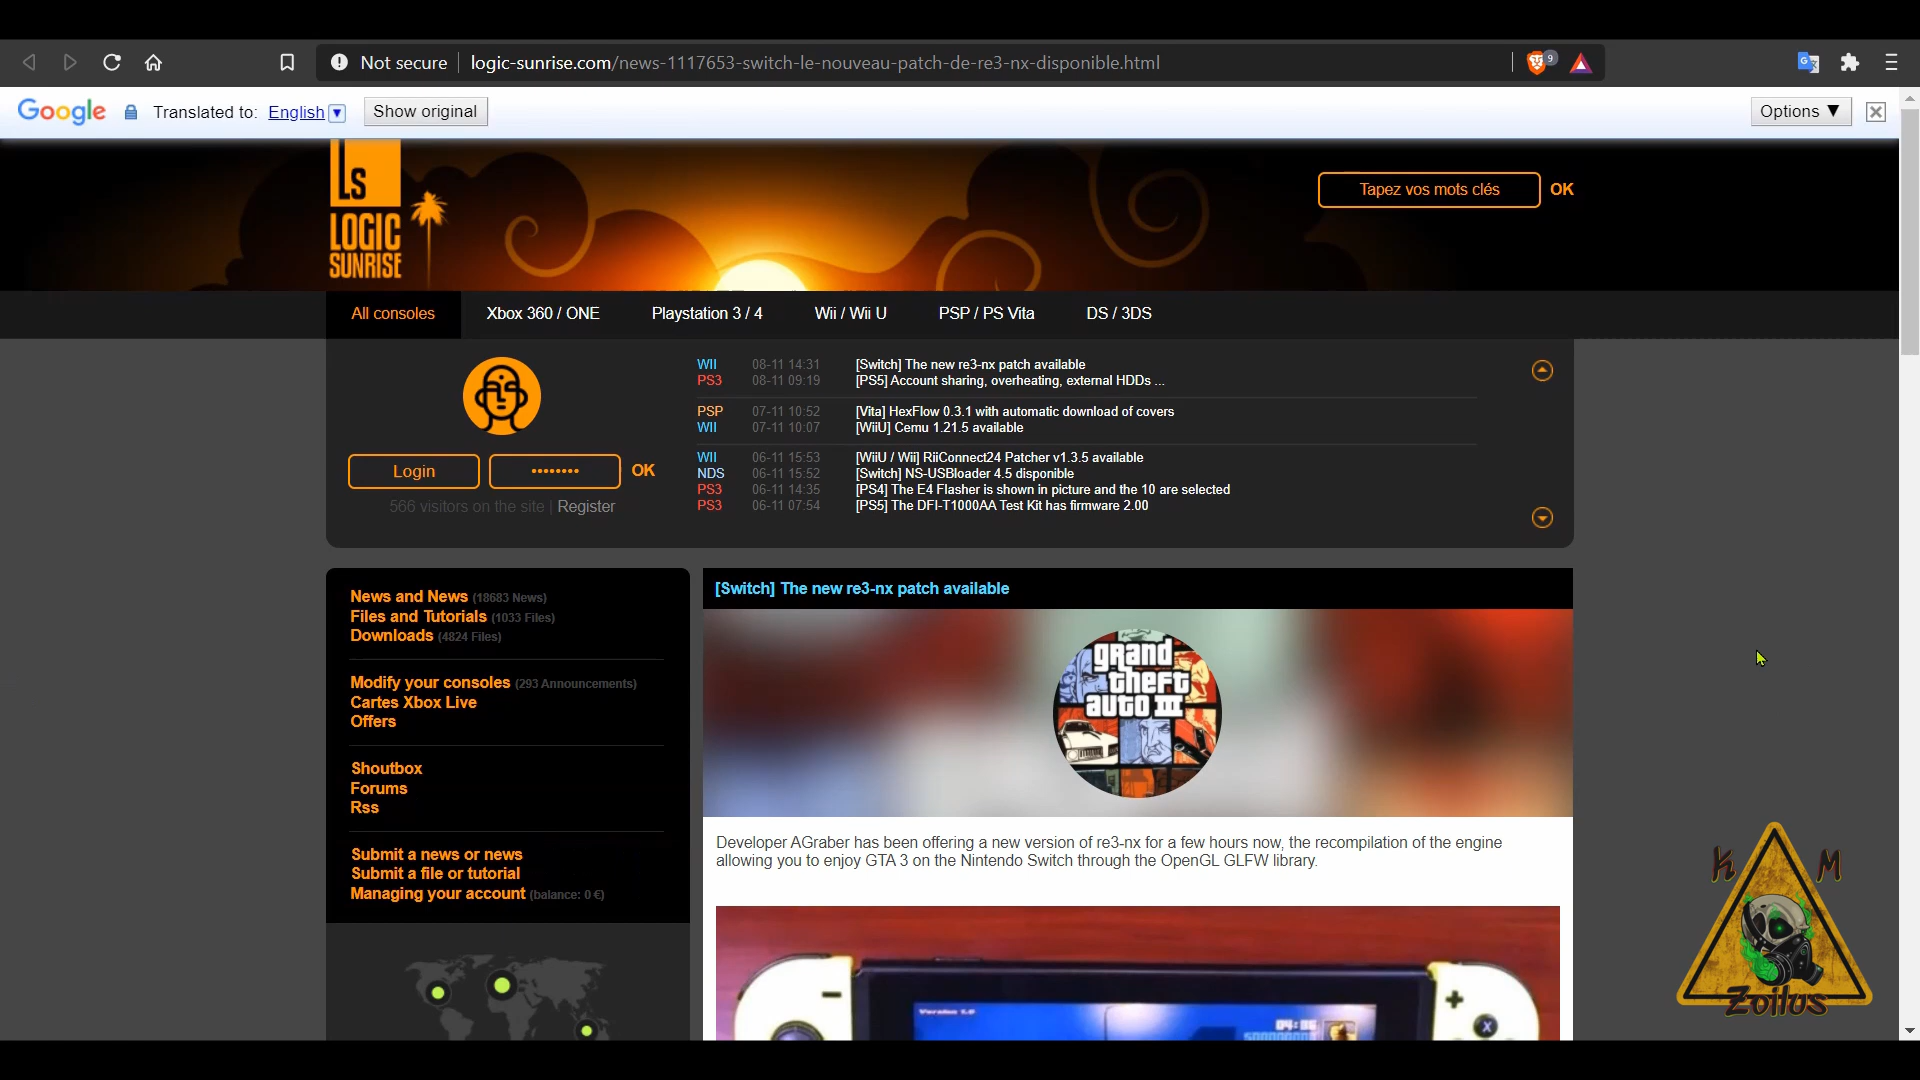 Not secure
logic-sunrise.com/news-1117653-switch-le-nouveau-patch-de-re3-nx-disponible.html
9
Google
Translated to: English
Show original
Options ▼
Ls
LOGIC
SUNRISE
Tapez vos mots clés
OK
All consoles
Xbox 360 / ONE
Playstation 3 / 4
Wii / Wii U
PSP / PS Vita
DS / 3DS
Login
••••••••
OK
566 visitors on the site | Register
WII 08-11 14:31 [Switch] The new re3-nx patch available
PS3 08-11 09:19 [PS5] Account sharing, overheating, external HDDs ...
PSP 07-11 10:52 [Vita] HexFlow 0.3.1 with automatic download of covers
WII 07-11 10:07 [WiiU] Cemu 1.21.5 available
WII 06-11 15:53 [WiiU / Wii] RiiConnect24 Patcher v1.3.5 available
NDS 06-11 15:52 [Switch] NS-USBloader 4.5 disponible
PS3 06-11 14:35 [PS4] The E4 Flasher is shown in picture and the 10 are selected
PS3 06-11 07:54 [PS5] The DFI-T1000AA Test Kit has firmware 2.00
News and News (18683 News)
Files and Tutorials (1033 Files)
Downloads (4824 Files)
Modify your consoles (293 Announcements)
Cartes Xbox Live
Offers
Shoutbox
Forums
Rss
Submit a news or news
Submit a file or tutorial
Managing your account (balance: 0 €)
[Switch] The new re3-nx patch available
grand
theft
auto III
Developer AGraber has been offering a new version of re3-nx for a few hours now, the recompilation of the engine
allowing you to enjoy GTA 3 on the Nintendo Switch through the OpenGL GLFW library.
X
K M
Zoilus